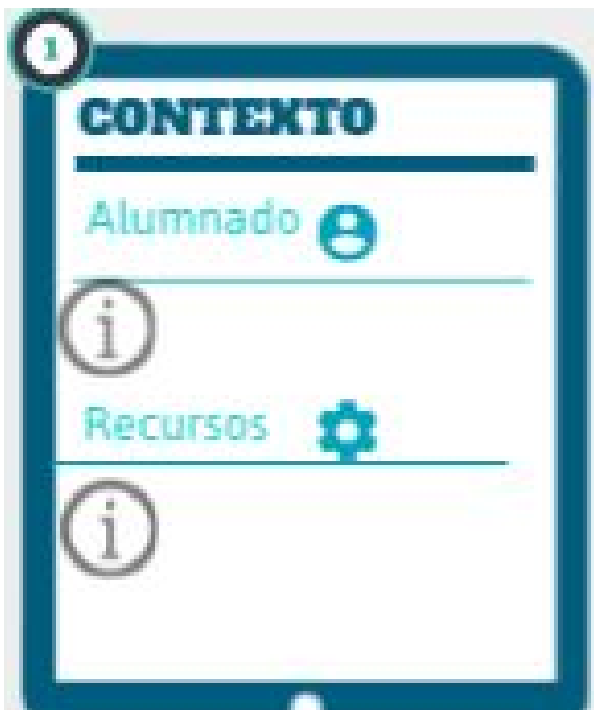 1
CONTEXTO
Alumnado
i
Recursos
i